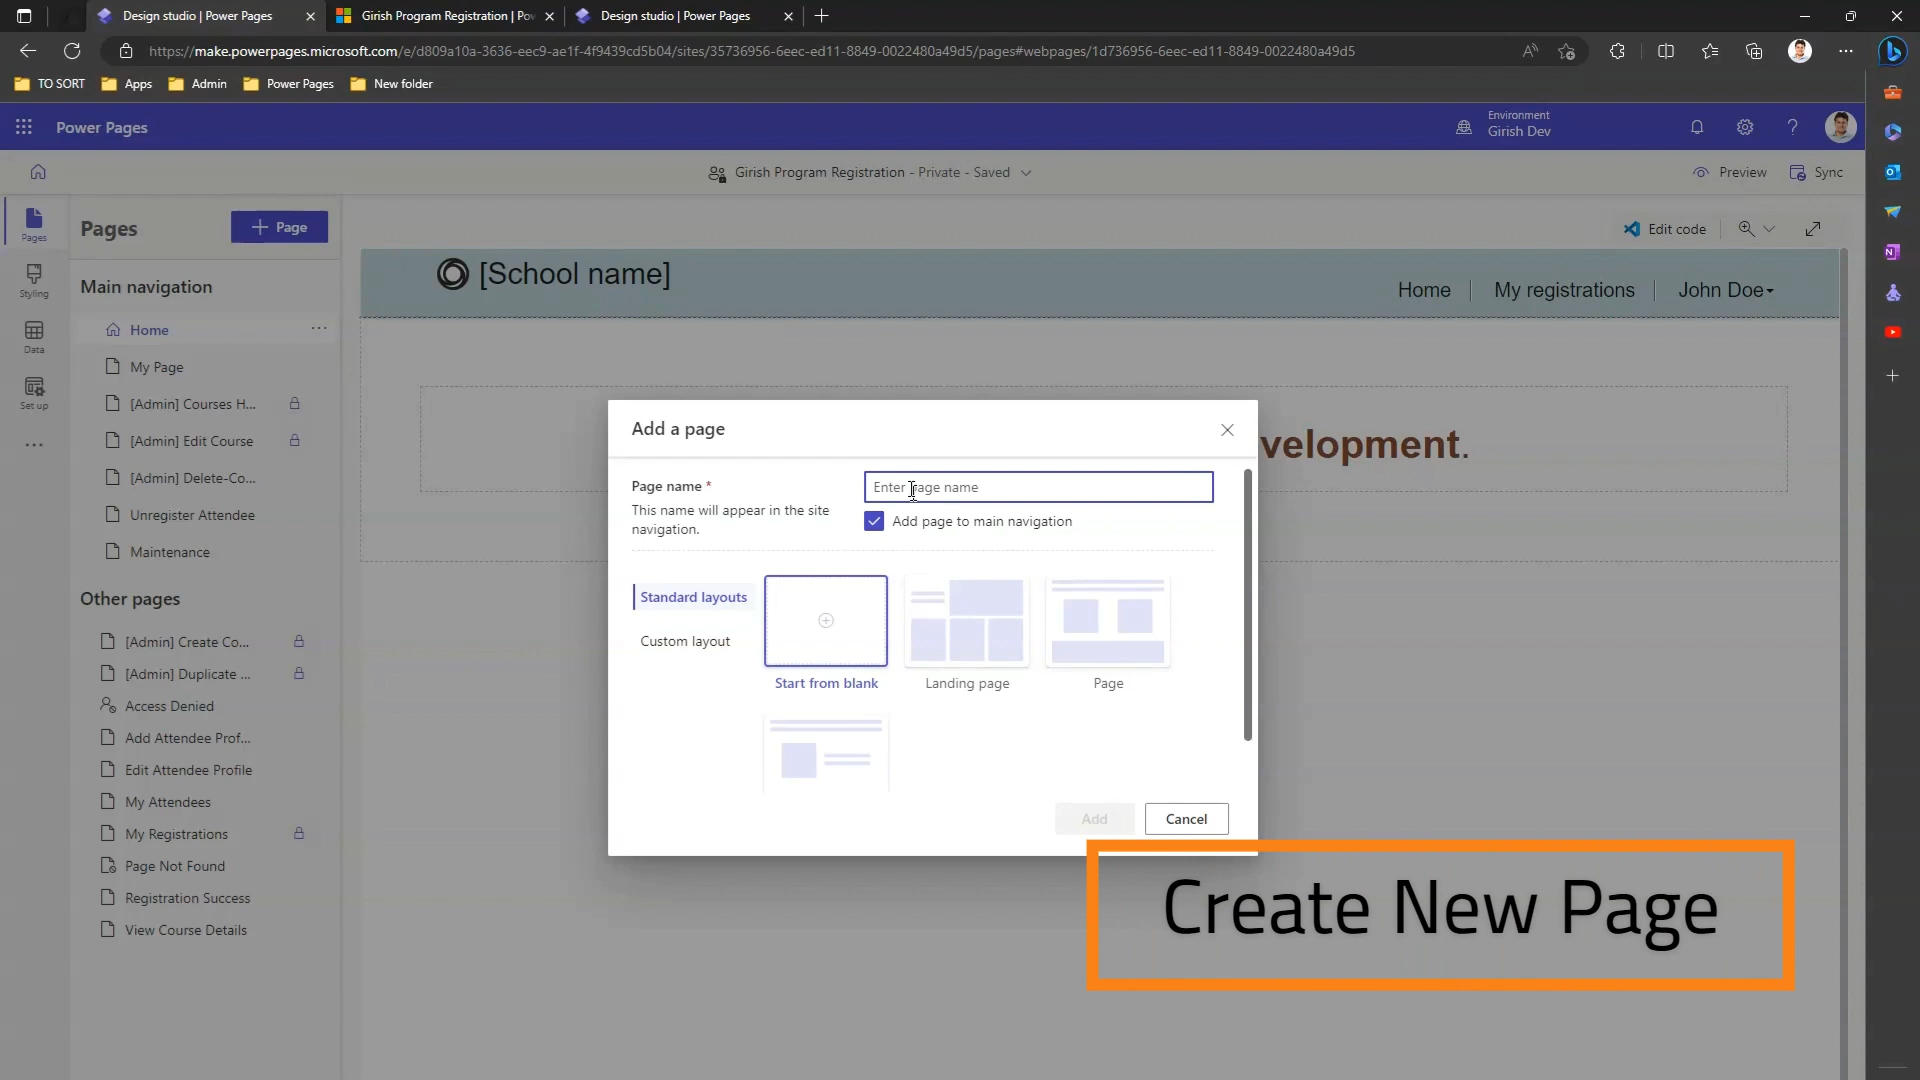 Design studio | Power Pages
Girish Program Registration | Pow
Design studio | Power Pages
https://make.powerpages.microsoft.com/e/d809a10a-3636-eec9-ae1f-4f9439cd5b04/sites/35736956-6eec-ed11-8849-0022480a49d5/pages#webpages/1d736956-6eec-ed11-8849-0022480a49d5
TO SORT
Apps
Admin
Power Pages
New folder
Power Pages
Environment
Girish Dev
Girish Program Registration - Private - Saved
Preview
Sync
Pages
Styling
Data
Set up
Pages
+ Page
Main navigation
Home
My Page
[Admin] Courses H...
[Admin] Edit Course
[Admin] Delete-Co...
Unregister Attendee
Maintenance
Other pages
[Admin] Create Co...
[Admin] Duplicate ...
Access Denied
Add Attendee Prof...
Edit Attendee Profile
My Attendees
My Registrations
Page Not Found
Registration Success
View Course Details
Edit code
[School name]
Home
My registrations
John Doe
velopment.
Add a page
Page name *
This name will appear in the site
navigation.
Enter page name
Add page to main navigation
Standard layouts
Custom layout
Start from blank
Landing page
Page
Add
Cancel
Create New Page